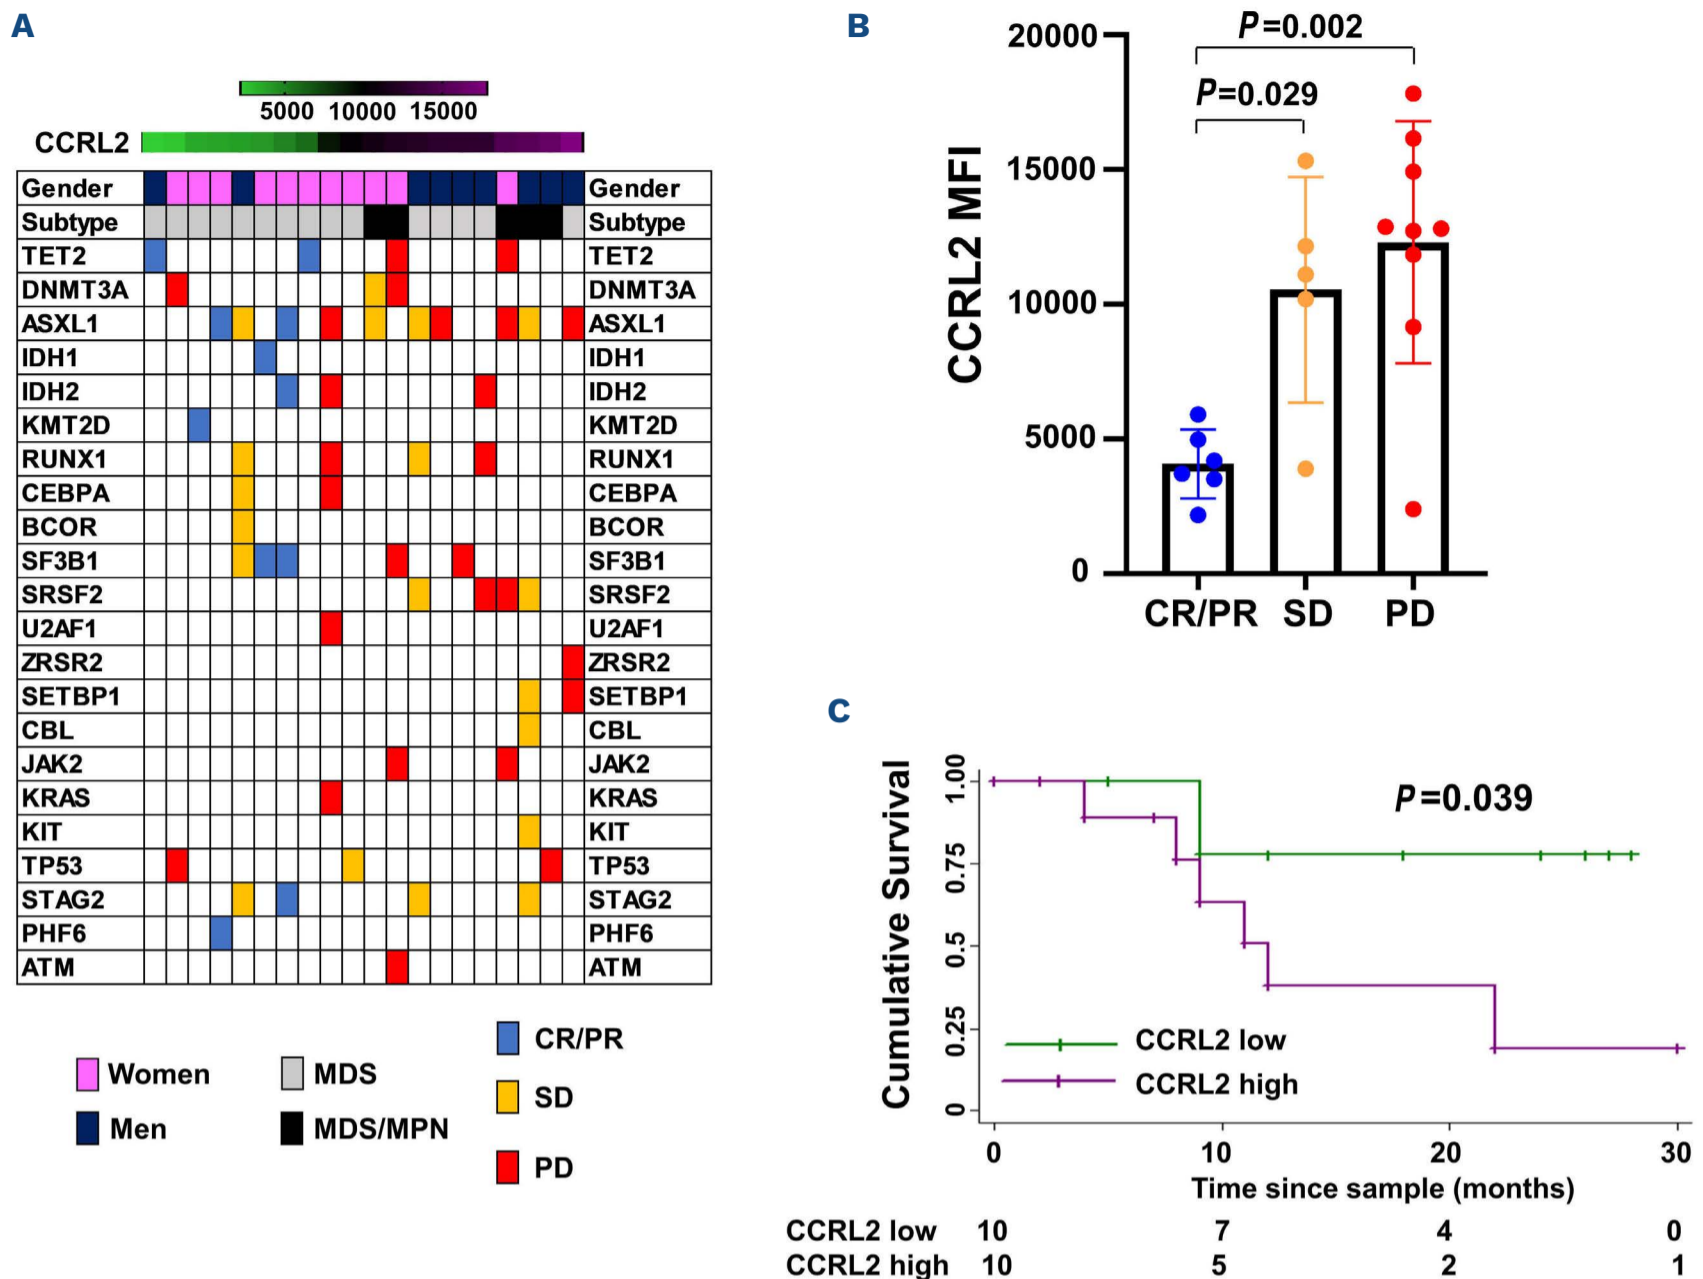 A
5000 10000 15000
CCRL2
Gender Gender
Subtype Subtype
TET2 TET2
DNMT3A DNMT3A
ASXL1 ASXL1
IDH1 IDH1
IDH2 IDH2
KMT2D KMT2D
RUNX1 RUNX1
CEBPA CEBPA
BCOR BCOR
SF3B1 SF3B1
SRSF2 SRSF2
U2AF1 U2AF1
ZRSR2 ZRSR2
SETBP1 SETBP1
CBL CBL
JAK2 JAK2
KRAS KRAS
KIT KIT
TP53 TP53
STAG2 STAG2
PHF6 PHF6
ATM ATM
Women
Men
MDS
MDS/MPN
CR/PR
SD
PD
B
P=0.002
P=0.029
CCRL2 MFI
20000
15000
10000
5000
0
CR/PR SD PD
C
P=0.039
Cumulative Survival
1.00
0.75
0.5
0.25
0
CCRL2 low
CCRL2 high
0 10 20 30
Time since sample (months)
CCRL2 low 10 7 4 0
CCRL2 high 10 5 2 1